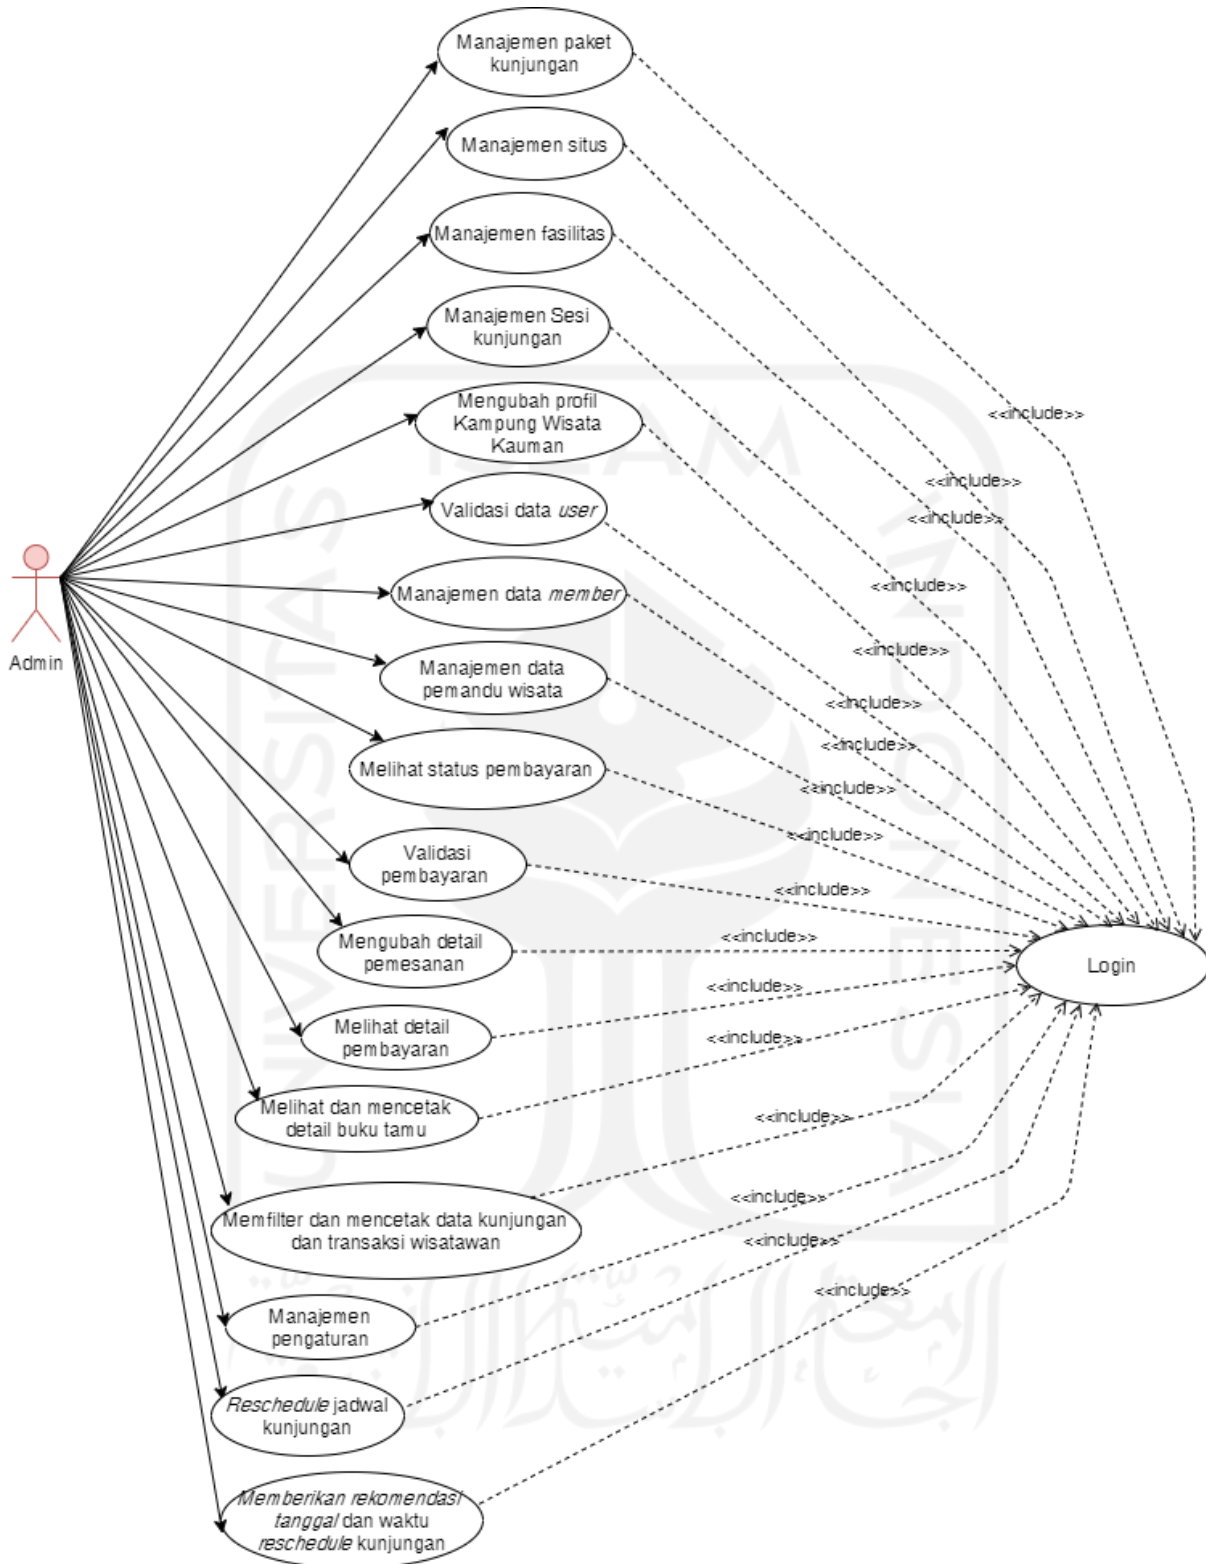 Manajemen paket
kunjungan
Manajemen situs
Manajemen fasilitas
Manajemen Sesi
kunjungan
Mengubah profil
Kampung Wisata
Kauman
<<include>>
<<include>>
Validasi data user
<<include>>
<<include>>
Manajemen data member
Admin
<<include>>
Manajemen data
pemandu wisata
<<include>>
<<include>>
Melihat status pembayaran
<<include>>
<<include>>
Validasi
pembayaran
<<include>>
Mengubah detail
pemesanan
<<include>>
Login
<<include>>
Melihat detail
pembayaran
<<include>>
Melihat dan mencetak
detail buku tamu
<<include>>
Memfilter dan mencetak data kunjungan
dan transaksi wisatawan
<<include>>
<<include>>
<<include>>
Manajemen
pengaturan
Reschedule jadwal
kunjungan
Memberikan rekomendasi
tanggal dan waktu
reschedule kunjungan
UNIVERSITAS
ISLAM
INDONESIA